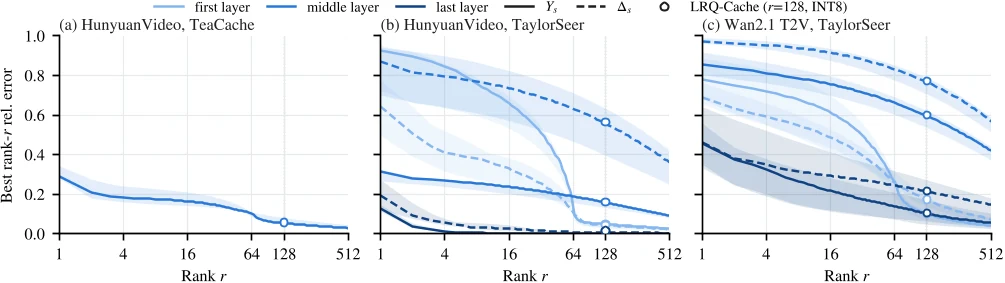 first layer middle layer last layer Yₛ Δₛ LRQ-Cache (r=128, INT8)
(a) HunyuanVideo, TeaCache (b) HunyuanVideo, TaylorSeer (c) Wan2.1 T2V, TaylorSeer
Best rank-r rel. error
1.0
0.8
0.6
0.4
0.2
0.0
1 4 16 64 128 512 1 4 16 64 128 512 1 4 16 64 128 512
Rank r Rank r Rank r